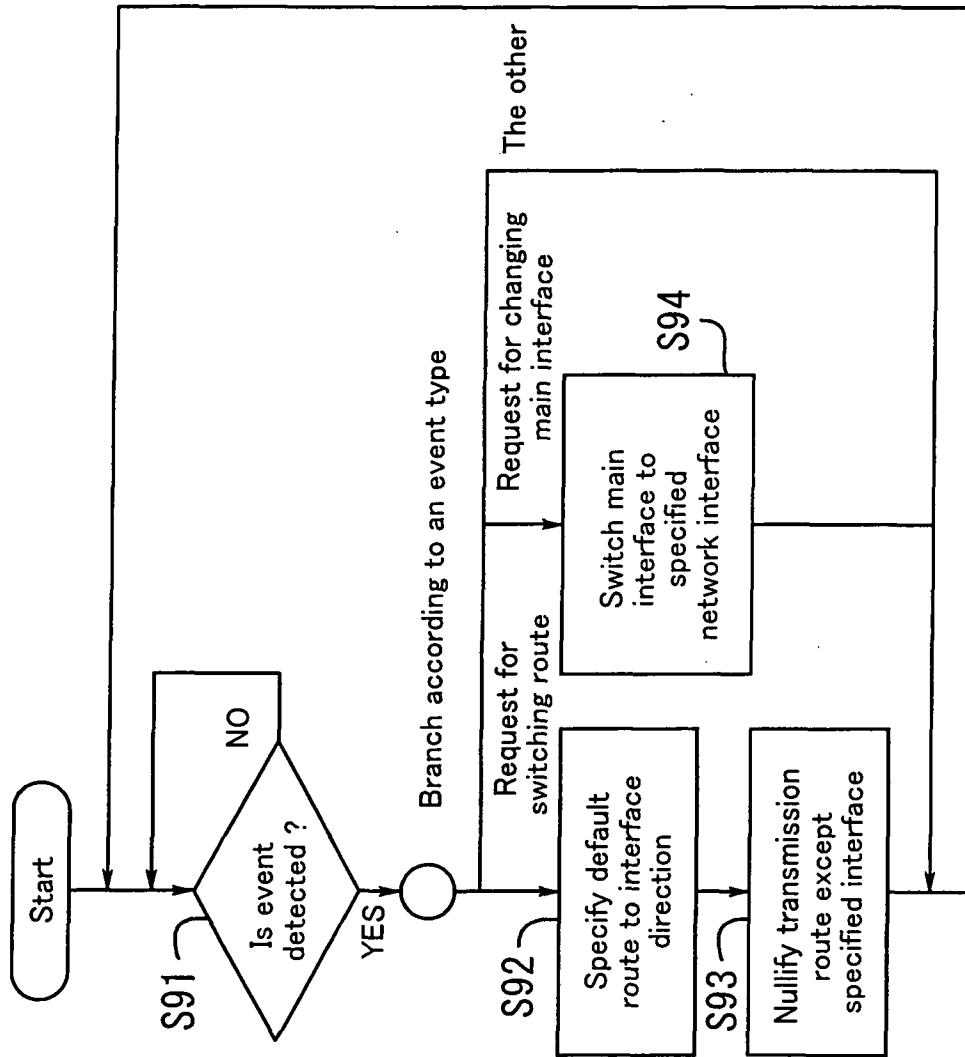 Start
S91
Is event
detected ?
NO
YES
Branch according to an event type
Request for
switching route
Request for changing
main interface
The other
S92
Specify default
route to interface
direction
S93
Nullify transmission
route except
specified interface
S94
Switch main
interface to
specified
network interface